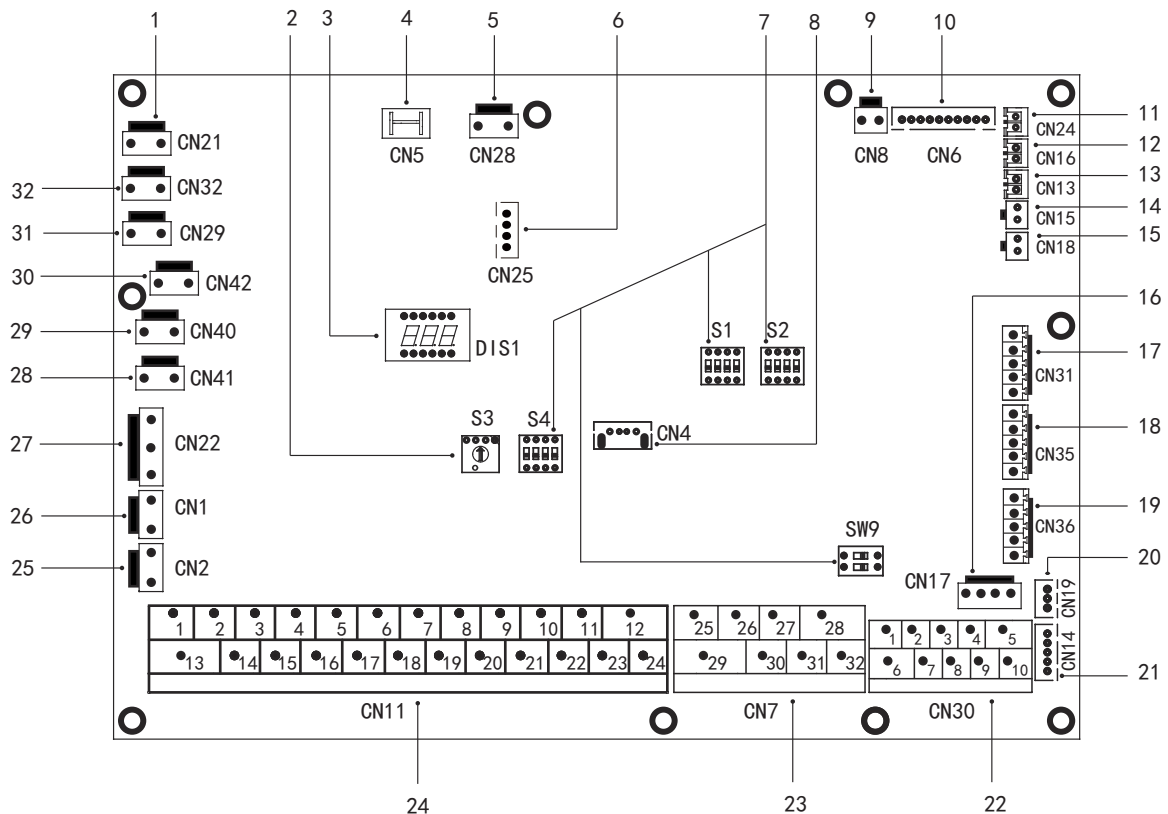 1 2 3 4 5 6 7 8 9 10
CN21
CN5
CN28
CN8
CN6
CN24
11
CN16
12
CN32
32
CN13
13
CN15
14
CN29
31
CN18
15
CN25
CN42
30
16
CN40
29
DIS1
S1
S2
17
CN31
CN41
28
CN22
27
S3
S4
CN4
18
CN35
CN1
26
19
CN36
SW9
CN2
25
CN17
20
CN19
1 2 3 4 5 6 7 8 9 10 11 12
25 26 27 28
1 2 3 4 5
13 14 15 16 17 18 19 20 21 22 23 24
29 30 31 32
6 7 8 9 10
CN14
21
CN11
CN7
CN30
24
23
22